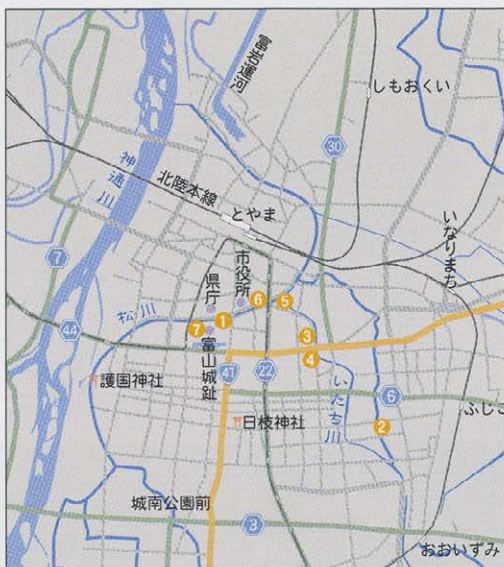 富岩運河
しもおくい
30
神通川
北陸本線
とやま
いなりまち
7
市役所
県庁
6
5
松川
1
7
3
44
富山城趾
4
41
22
いたち川
護国神社
6
ふじこ
日枝神社
2
城南公園前
3
おおいずみ